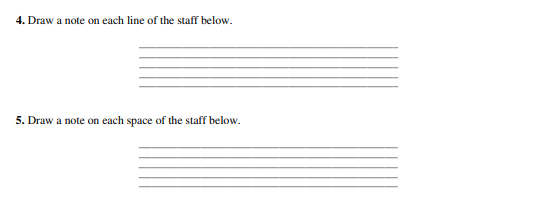 4. Draw a note on each line of the staff below.
5. Draw a note on each space of the staff below.